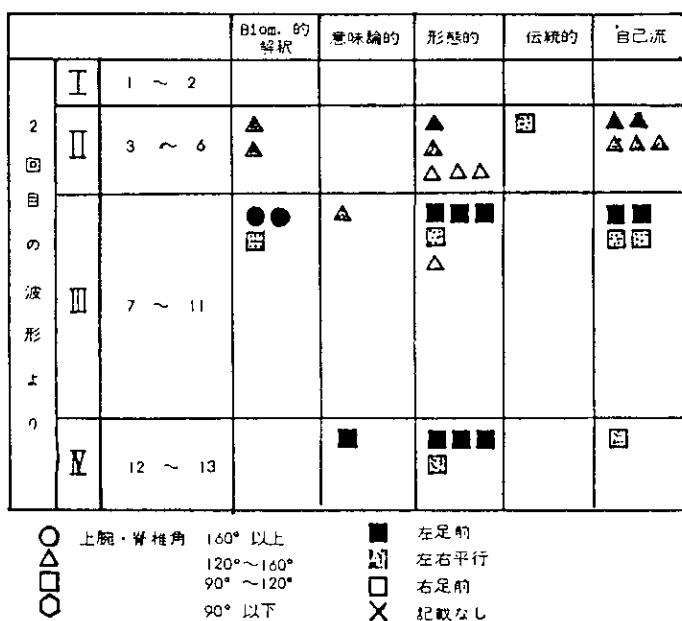 Biom. 的解釈 意味論的 形態的 伝統的 自己流
2回目の波形より
I 1 ～ 2
II 3 ～ 6
III 7 ～ 11
IV 12 ～ 13
上腕・脊椎角 160° 以上
120°～160°
90° ～120°
90° 以下
左足前
左右平行
右足前
記載なし